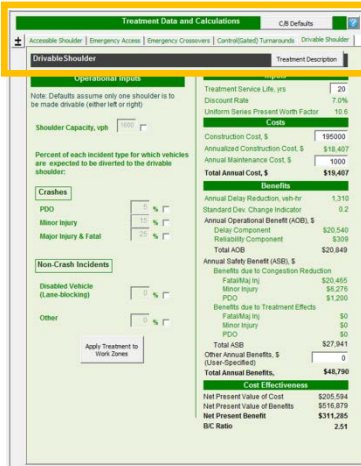 Treatment Data and Calculations
C/B Defaults
?
±
Accessible Shoulder
Emergency Access
Emergency Crossovers
Control(Gated) Turnarounds
Drivable Shoulder
Drivable Shoulder
Treatment Description
Operational Inputs
Note: Defaults assume only one shoulder is to
be made drivable (either left or right)
Shoulder Capacity, vph 1000
Percent of each incident type for which vehicles
are expected to be diverted to the drivable
shoulder:
Crashes
PDO 5 %
Minor Injury 15 %
Major Injury & Fatal 25 %
Non-Crash Incidents
Disabled Vehicle
(Lane-blocking) 0 %
Other 0 %
Apply Treatment to
Work Zones
Inputs
Treatment Service Life, yrs 20
Discount Rate 7.0%
Uniform Series Present Worth Factor 10.6
Costs
Construction Cost, $ 195000
Annualized Construction Cost, $ $18,407
Annual Maintenance Cost, $ 1000
Total Annual Cost, $ $19,407
Benefits
Annual Delay Reduction, veh-hr 1,310
Standard Dev. Change Indicator 0.2
Annual Operational Benefit (AOB), $
Delay Component $20,540
Reliability Component $309
Total AOB $20,849
Annual Safety Benefit (ASB), $
Benefits due to Congestion Reduction
Fatal/Maj Inj $20,465
Minor Injury $6,276
PDO $1,200
Benefits due to Treatment Effects
Fatal/Maj Inj $0
Minor Injury $0
PDO $0
Total ASB $27,941
Other Annual Benefits, $
(User-Specified) 0
Total Annual Benefits, $48,790
Cost Effectiveness
Net Present Value of Cost $205,594
Net Present Value of Benefits $516,879
Net Present Benefit $311,285
B/C Ratio 2.51